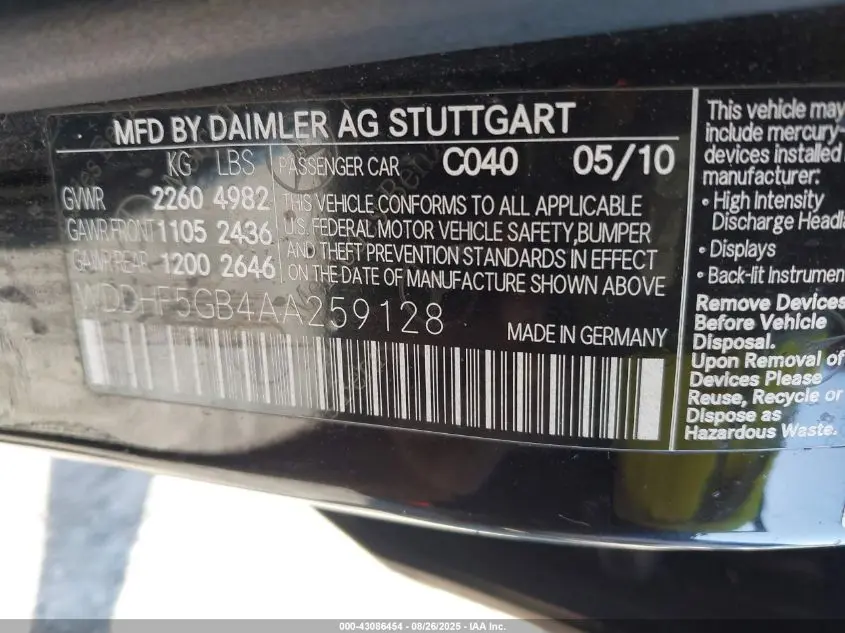 MFD BY DAIMLER AG STUTTGART
KG LBS PASSENGER CAR C040 05/10
GVWR 2260 4982 THIS VEHICLE CONFORMS TO ALL APPLICABLE
GAWR FRONT 1105 2436 U.S. FEDERAL MOTOR VEHICLE SAFETY,BUMPER
GAWR REAR 1200 2646 AND THEFT PREVENTION STANDARDS IN EFFECT
ON THE DATE OF MANUFACTURE SHOWN ABOVE
WDDHF5GB4AA259128
MADE IN GERMANY
This vehicle may
include mercury-
devices installed
manufacturer:
• High Intensity
Discharge Headl
• Displays
• Back-lit Instrumen
Remove Devices
Before Vehicle
Disposal.
Upon Removal of
Devices Please
Reuse, Recycle or
Dispose as
Hazardous Waste.
000-43086454 - 08/26/2025 - IAA Inc.